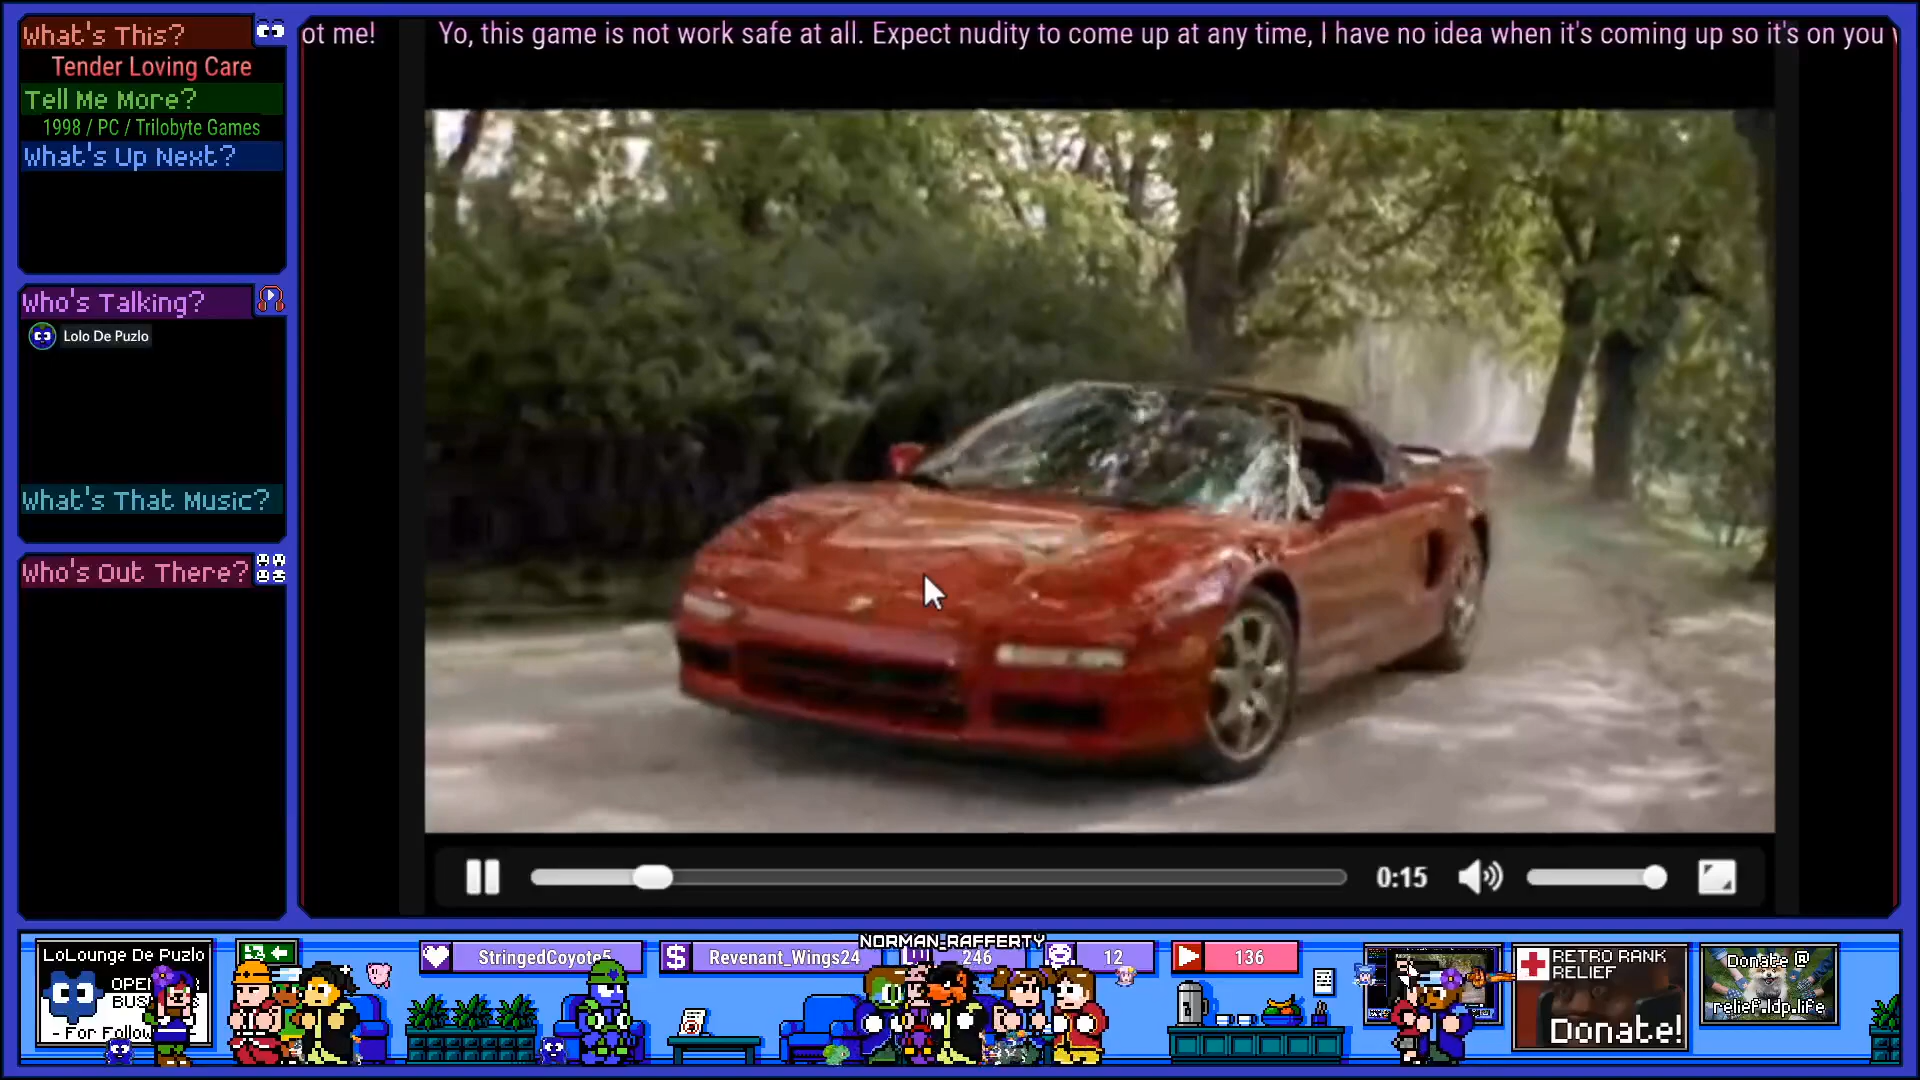 What's This?
Tender Loving Care
Tell Me More?
1998 / PC / Trilobyte Games
What's Up Next?
Who's Talking?
Lolo De Puzlo
What's That Music?
Who's Out There?
ot me!
Yo, this game is not work safe at all. Expect nudity to come up at any time, I have no idea when it's coming up so it's on you
0:15
LoLounge De Puzlo
OPE
BUS
- For Follow
StringedCoyote5
Revenant_Wings24
NORMAN_RAFFERTY
246
12
136
RETRO RANK
RELIEF
Donate!
Donate @
relief.ldp.life